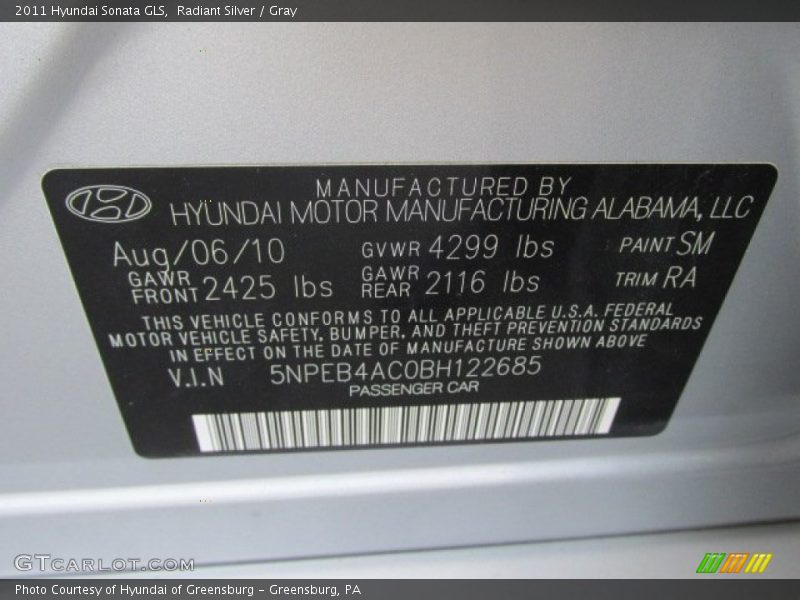 2011 Hyundai Sonata GLS, Radiant Silver / Gray
MANUFACTURED BY
HYUNDAI MOTOR MANUFACTURING ALABAMA, LLC
Aug/06/10 GVWR 4299 lbs PAINT SM
GAWR FRONT 2425 lbs GAWR REAR 2116 lbs TRIM RA
THIS VEHICLE CONFORMS TO ALL APPLICABLE U.S.A. FEDERAL
MOTOR VEHICLE SAFETY, BUMPER, AND THEFT PREVENTION STANDARDS
IN EFFECT ON THE DATE OF MANUFACTURE SHOWN ABOVE
V.I.N 5NPEB4AC0BH122685
PASSENGER CAR
GTCARLOT.COM
Photo Courtesy of Hyundai of Greensburg - Greensburg, PA